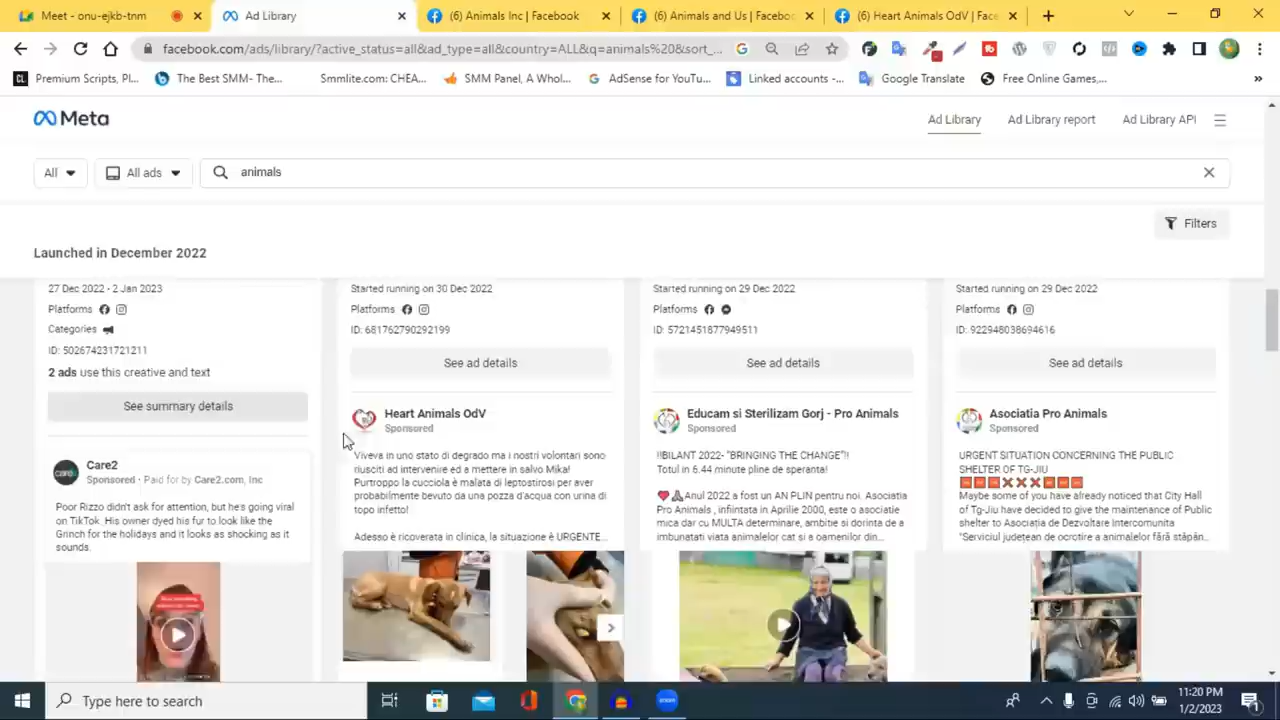 Meet - onu-ejkb-tnm
Ad Library
(6) Animals Inc | Facebook
(6) Animals and Us | Faceboo
(6) Heart Animals OdV | Face
facebook.com/ads/library/?active_status=all&ad_type=all&country=ALL&q=animals%20&sort_...
Premium Scripts, Pl...
The Best SMM- The...
Smmlite.com: CHEA...
SMM Panel, A Whol...
AdSense for YouTu...
Linked accounts -...
Google Translate
Free Online Games,...
Meta
Ad Library
Ad Library report
Ad Library API
All
All ads
animals
Filters
Launched in December 2022
27 Dec 2022 - 2 Jan 2023
Platforms
Categories
ID: 502674231721211
2 ads use this creative and text
See summary details
Care2
Sponsored · Paid for by Care2.com, Inc
Poor Rizzo didn't ask for attention, but he's going viral
on TikTok. His owner dyed his fur to look like the
Grinch for the holidays and it looks as shocking as it
sounds.
Started running on 30 Dec 2022
Platforms
ID: 681762790292199
See ad details
Heart Animals OdV
Sponsored
Viveva in uno stato di degrado ma i nostri volontari sono
riusciti ad intervenire ed a mettere in salvo Mika!
Purtroppo la cucciola è malata di leptostirosi per aver
probabilmente bevuto da una pozza d'acqua con urina di
topo infetto!
Adesso è ricoverata in clinica, la situazione è URGENTE...
Started running on 29 Dec 2022
Platforms
ID: 5721451877949511
See ad details
Educam si Sterilizam Gorj - Pro Animals
Sponsored
!!BILANT 2022- "BRINGING THE CHANGE"!!
Totul in 6.44 minute pline de speranta!
❤️🙏Anul 2022 a fost un AN PLIN pentru noi. Asociatia
Pro Animals , infiintata in Aprilie 2000, este o asociatie
mica dar cu MULTA determinare, ambitie si dorinta de a
imbunatati viata animalelor cat si a oamenilor din...
Started running on 29 Dec 2022
Platforms
ID: 922948038694616
See ad details
Asociatia Pro Animals
Sponsored
URGENT SITUATION CONCERNING THE PUBLIC
SHELTER OF TG-JIU
Maybe some of you have already noticed that City Hall
of Tg-Jiu have decided to give the maintenance of Public
shelter to Asociația de Dezvoltare Intercomunita
"Serviciul județean de ocrotire a animalelor fără stăpân...
Type here to search
11:20 PM
1/2/2023